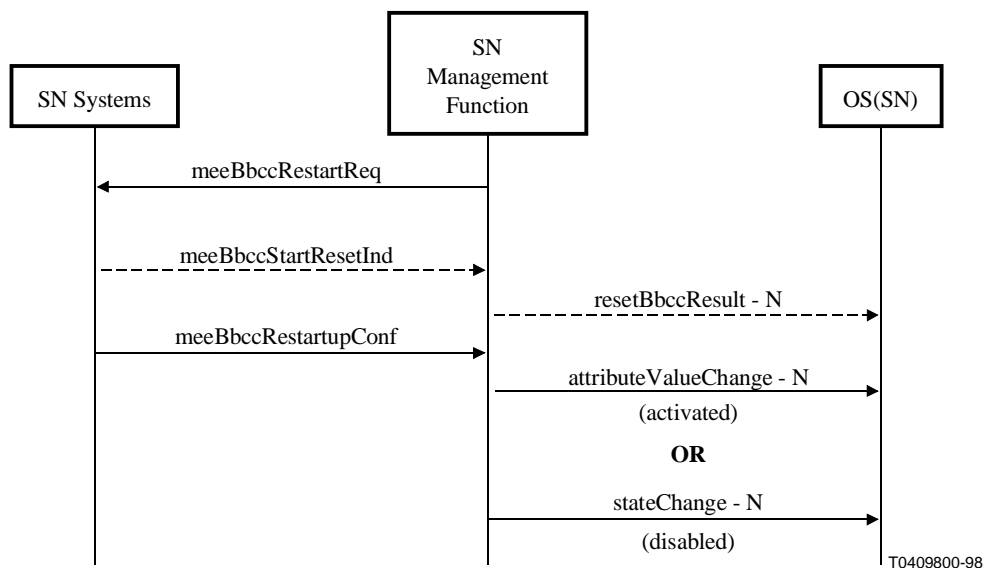 SN
Management
Function
SN Systems
OS(SN)
meeBbccRestartReq
meeBbccStartResetInd
resetBbccResult - N
meeBbccRestartupConf
attributeValueChange - N
(activated)
OR
stateChange - N
(disabled)
T0409800-98